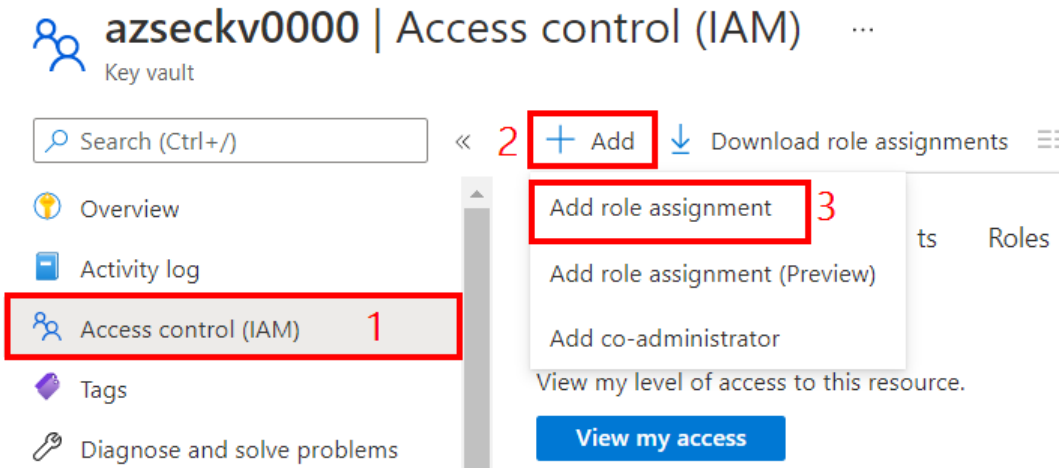 azseckv0000 | Access control (IAM) ...
Key vault
Search (Ctrl+/)
«
2
+ Add
Download role assignments
Overview
Add role assignment
3
ts
Roles
Activity log
Add role assignment (Preview)
Access control (IAM)
1
Add co-administrator
Tags
View my level of access to this resource.
Diagnose and solve problems
View my access